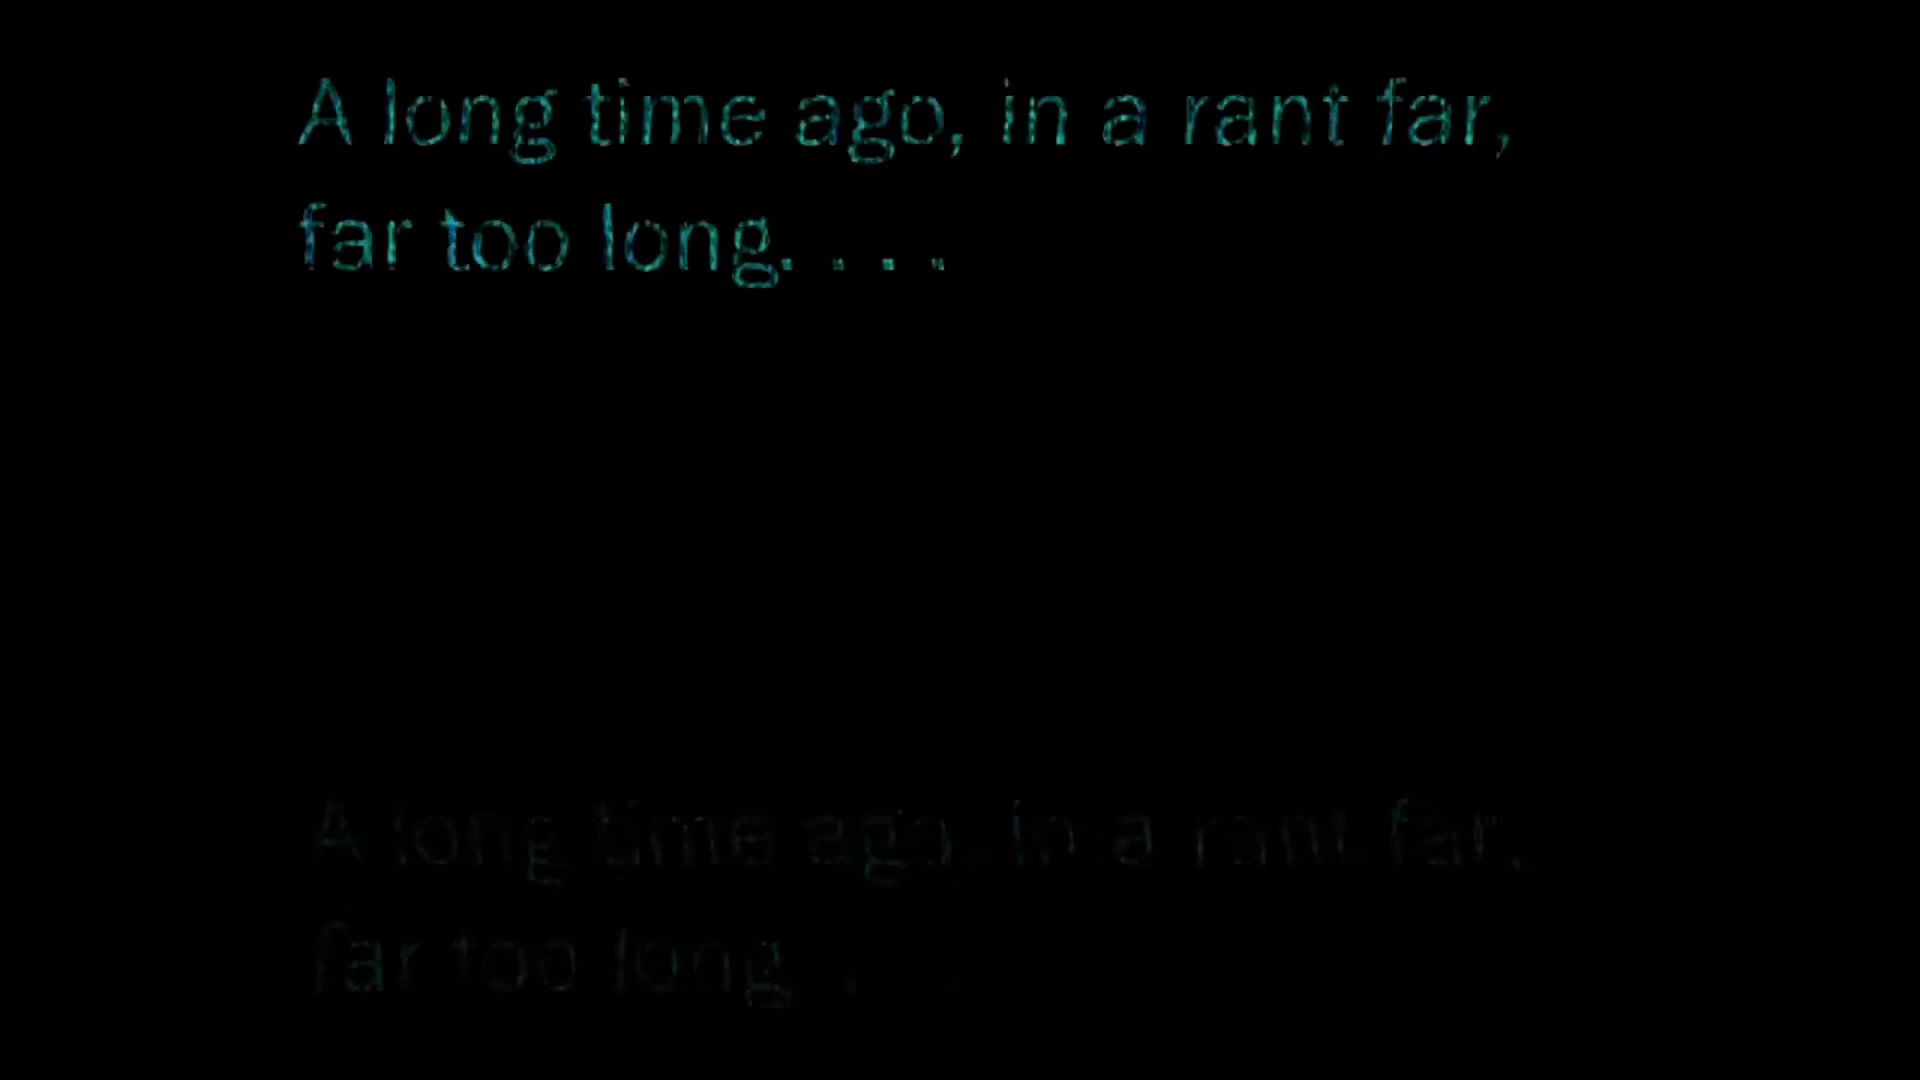 A long time ago, in a rant far,
far too long. . . .
A long time ago, in a rant far,
far too long. . . .